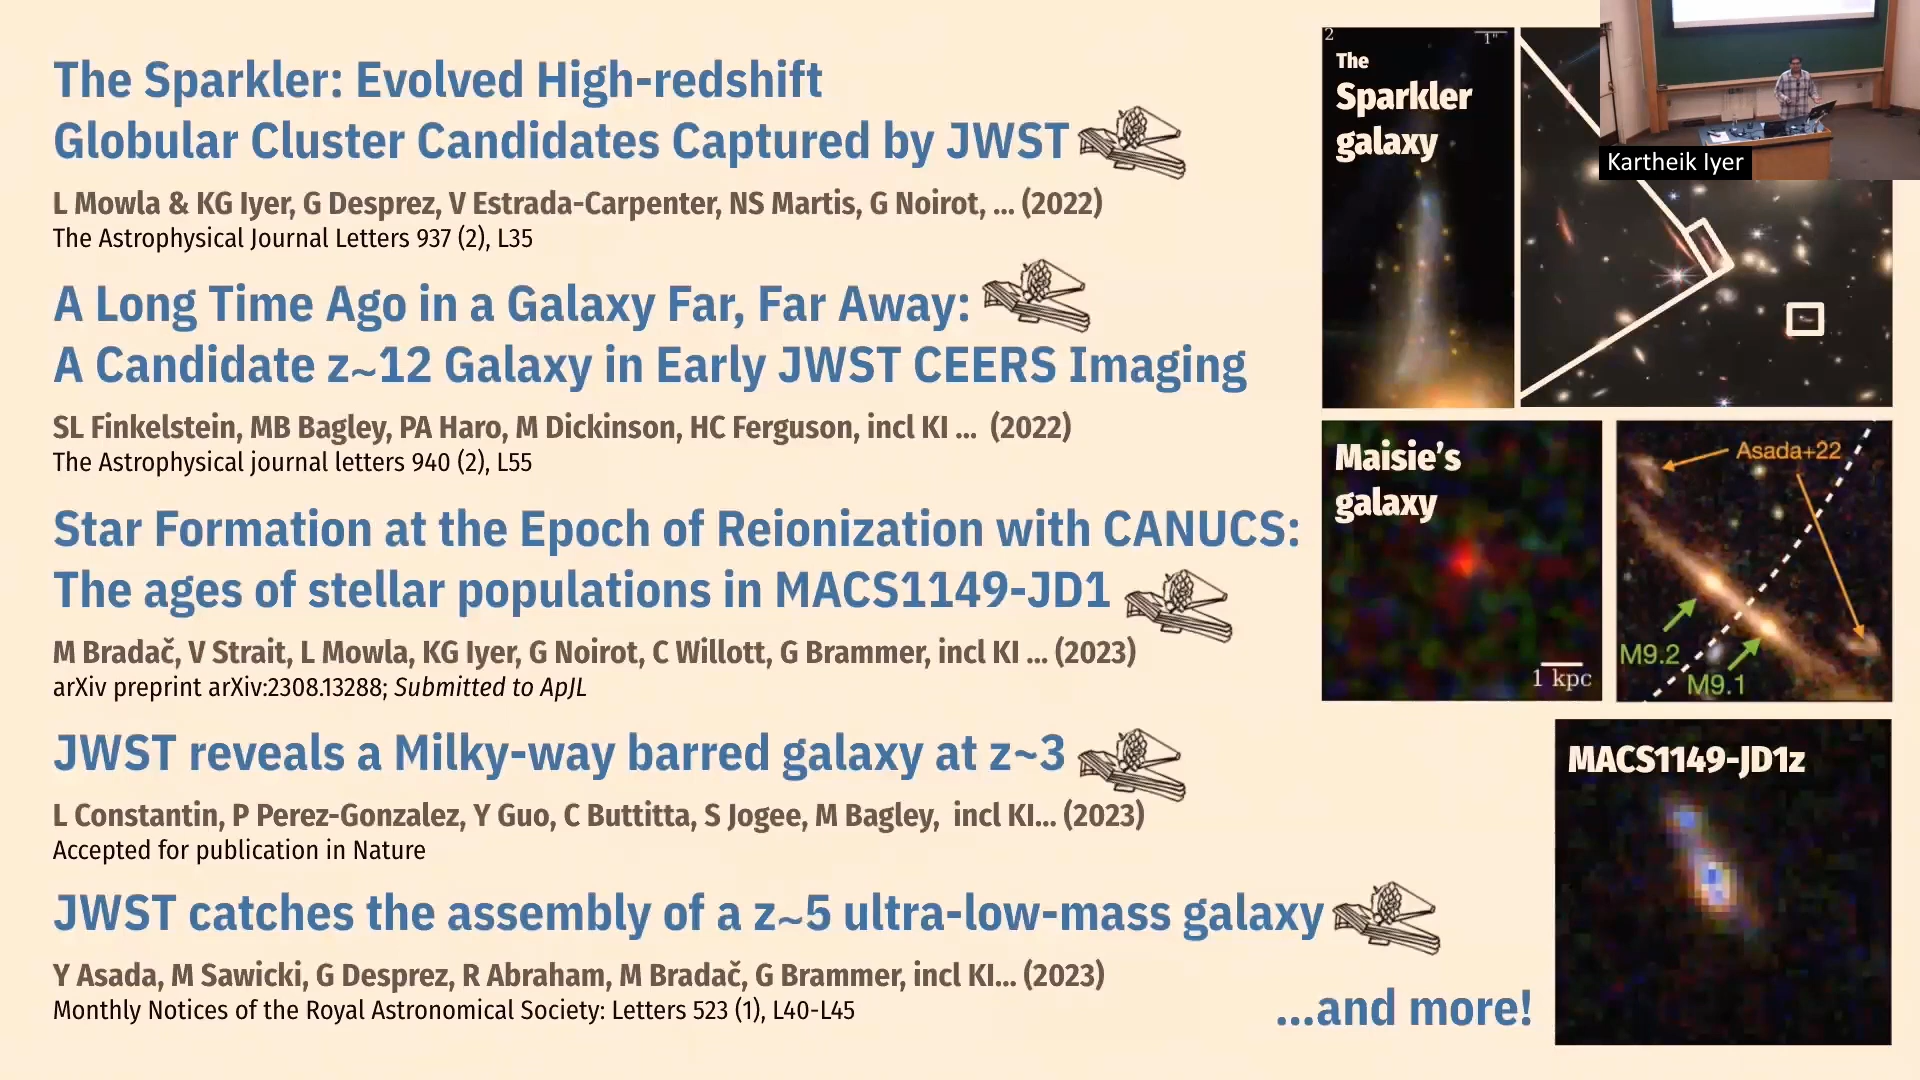 The Sparkler: Evolved High-redshift
Globular Cluster Candidates Captured by JWST
L Mowla & KG Iyer, G Desprez, V Estrada-Carpenter, NS Martis, G Noirot, ... (2022)
The Astrophysical Journal Letters 937 (2), L35
A Long Time Ago in a Galaxy Far, Far Away:
A Candidate z~12 Galaxy in Early JWST CEERS Imaging
SL Finkelstein, MB Bagley, PA Haro, M Dickinson, HC Ferguson, incl KI ... (2022)
The Astrophysical journal letters 940 (2), L55
Star Formation at the Epoch of Reionization with CANUCS:
The ages of stellar populations in MACS1149-JD1
M Bradač, V Strait, L Mowla, KG Iyer, G Noirot, C Willott, G Brammer, incl KI ... (2023)
arXiv preprint arXiv:2308.13288; Submitted to ApJL
JWST reveals a Milky-way barred galaxy at z~3
L Constantin, P Perez-Gonzalez, Y Guo, C Buttitta, S Jogee, M Bagley, incl KI... (2023)
Accepted for publication in Nature
JWST catches the assembly of a z~5 ultra-low-mass galaxy
Y Asada, M Sawicki, G Desprez, R Abraham, M Bradač, G Brammer, incl KI... (2023)
Monthly Notices of the Royal Astronomical Society: Letters 523 (1), L40-L45
...and more!
2
1"
The
Sparkler
galaxy
Kartheik Iyer
Maisie's
galaxy
1 kpc
Asada+22
M9.2
M9.1
MACS1149-JD1z